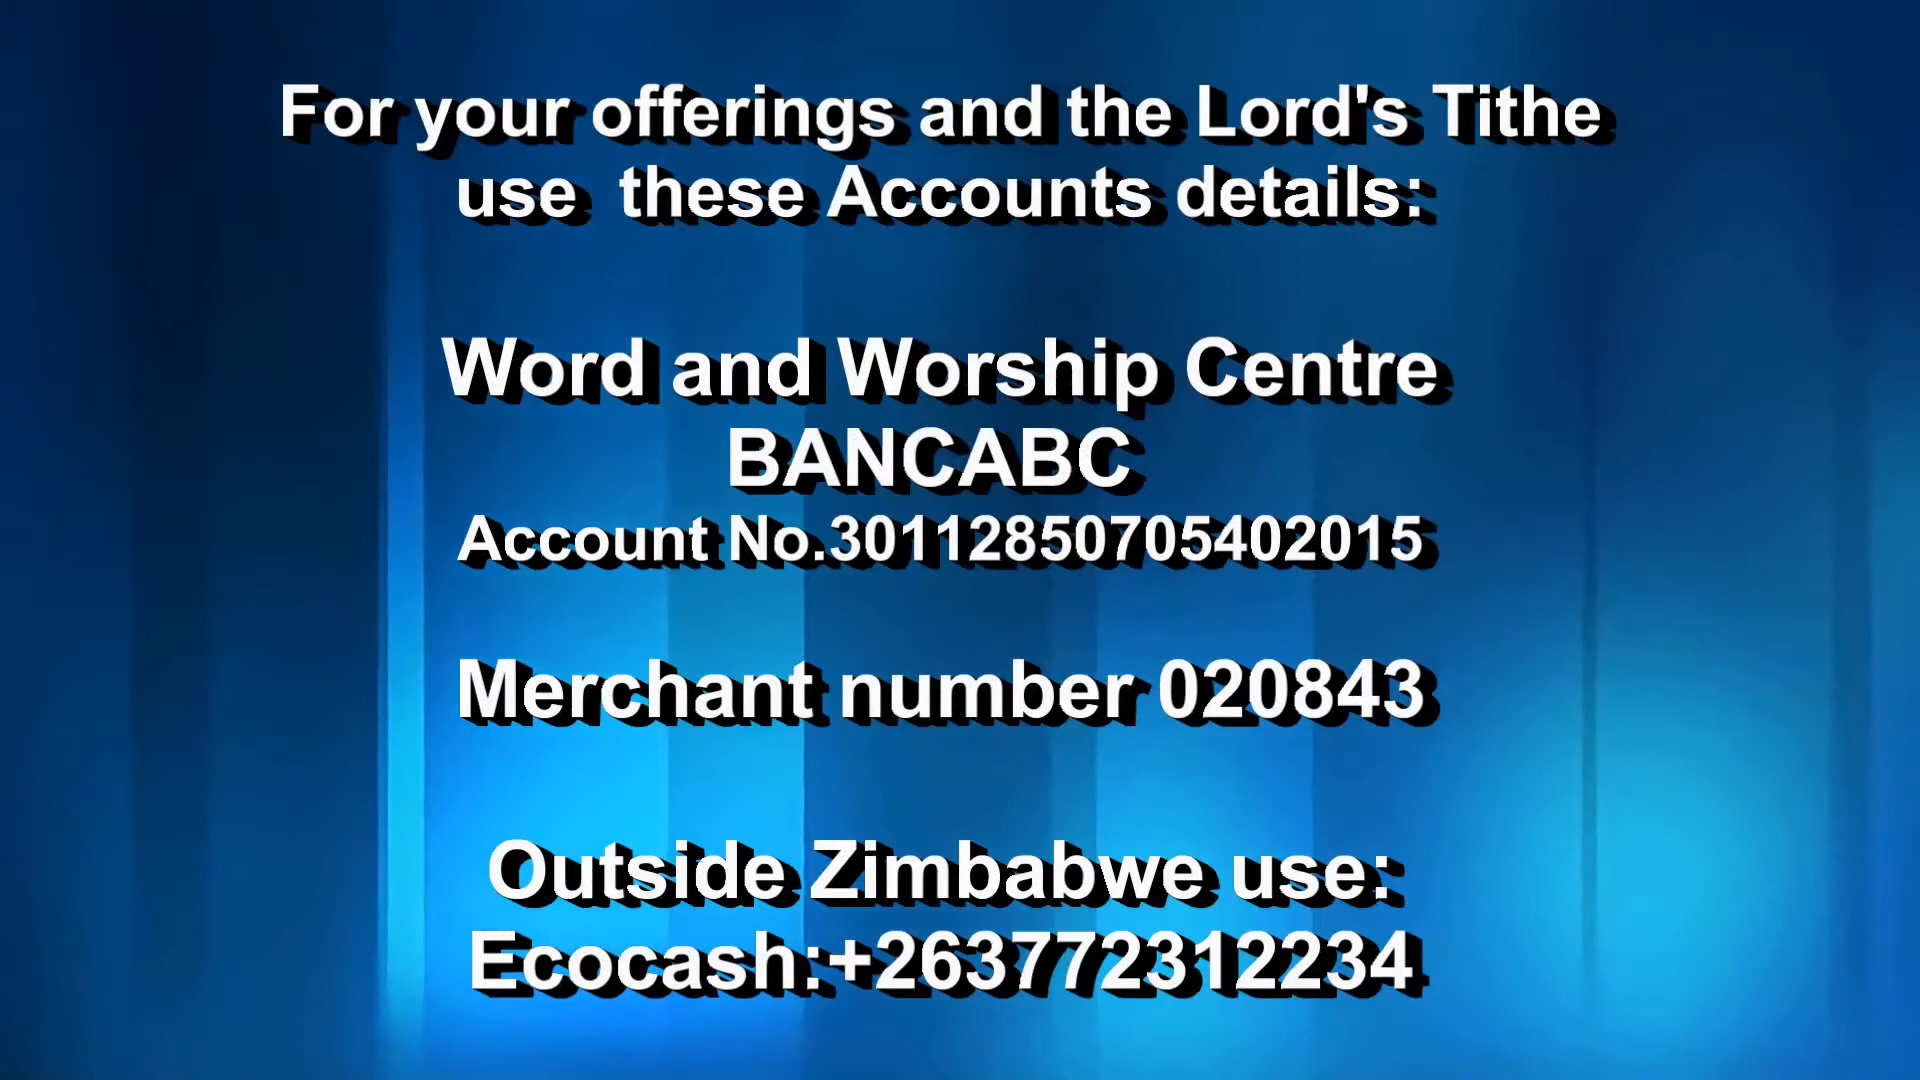 For your offerings and the Lord's Tithe
use  these Accounts details:
Word and Worship Centre
BANCABC
Account No.30112850705402015
Merchant number 020843
Outside Zimbabwe use:
Ecocash:+263772312234